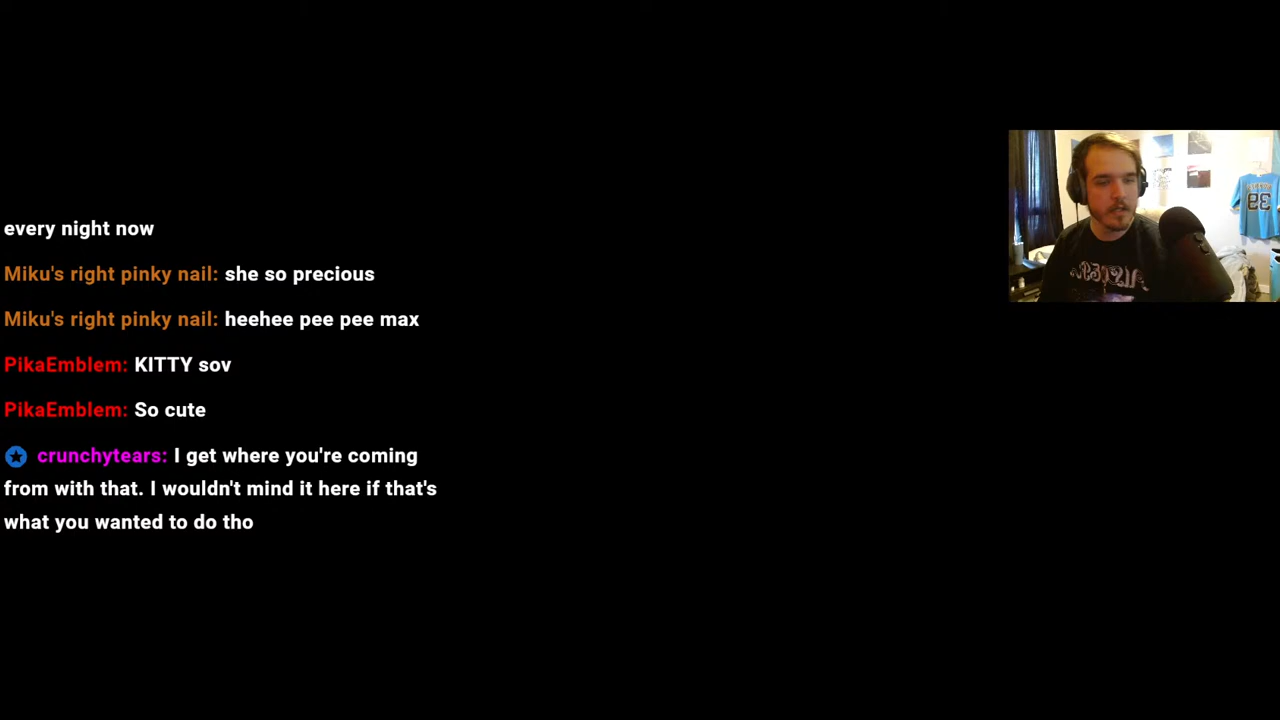 every night now
Miku's right pinky nail: she so precious
Miku's right pinky nail: heehee pee pee max
PikaEmblem: KITTY sov
PikaEmblem: So cute
crunchytears: I get where you're coming
from with that. I wouldn't mind it here if that's
what you wanted to do tho